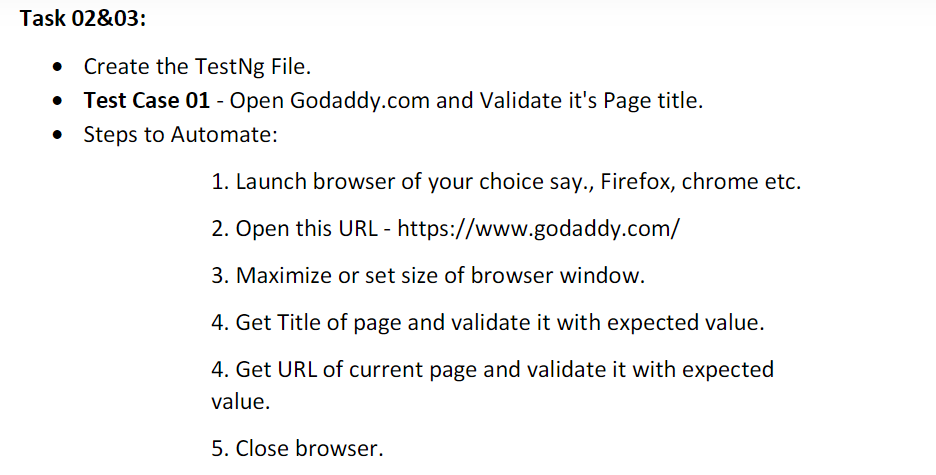 Task 02&03:
• Create the TestNg File.
• Test Case 01 - Open Godaddy.com and Validate it's Page title.
• Steps to Automate:
1. Launch browser of your choice say., Firefox, chrome etc.
2. Open this URL - https://www.godaddy.com/
3. Maximize or set size of browser window.
4. Get Title of page and validate it with expected value.
4. Get URL of current page and validate it with expected
value.
5. Close browser.